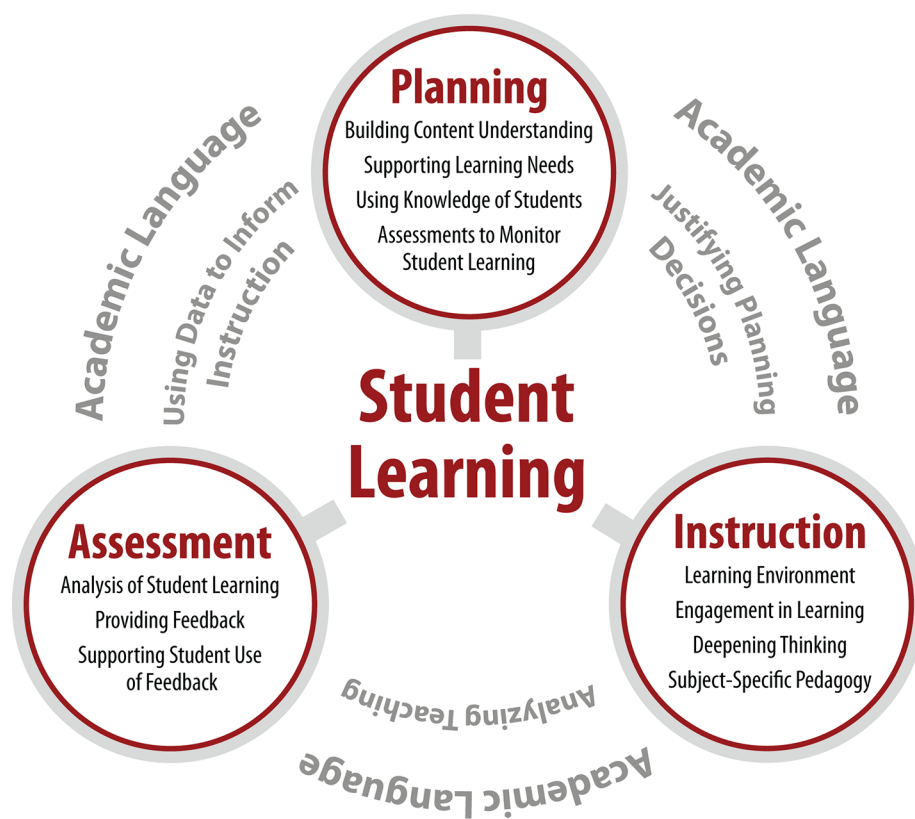 Planning
Building Content Understanding
Supporting Learning Needs
Using Knowledge of Students
Assessments to Monitor
Student Learning
Academic Language
Using Data to Inform
Instruction
Academic Language
Justifying Planning
Decisions
Student
Learning
Assessment
Analysis of Student Learning
Providing Feedback
Supporting Student Use
of Feedback
Instruction
Learning Environment
Engagement in Learning
Deepening Thinking
Subject-Specific Pedagogy
Analyzing Teaching
Academic Language